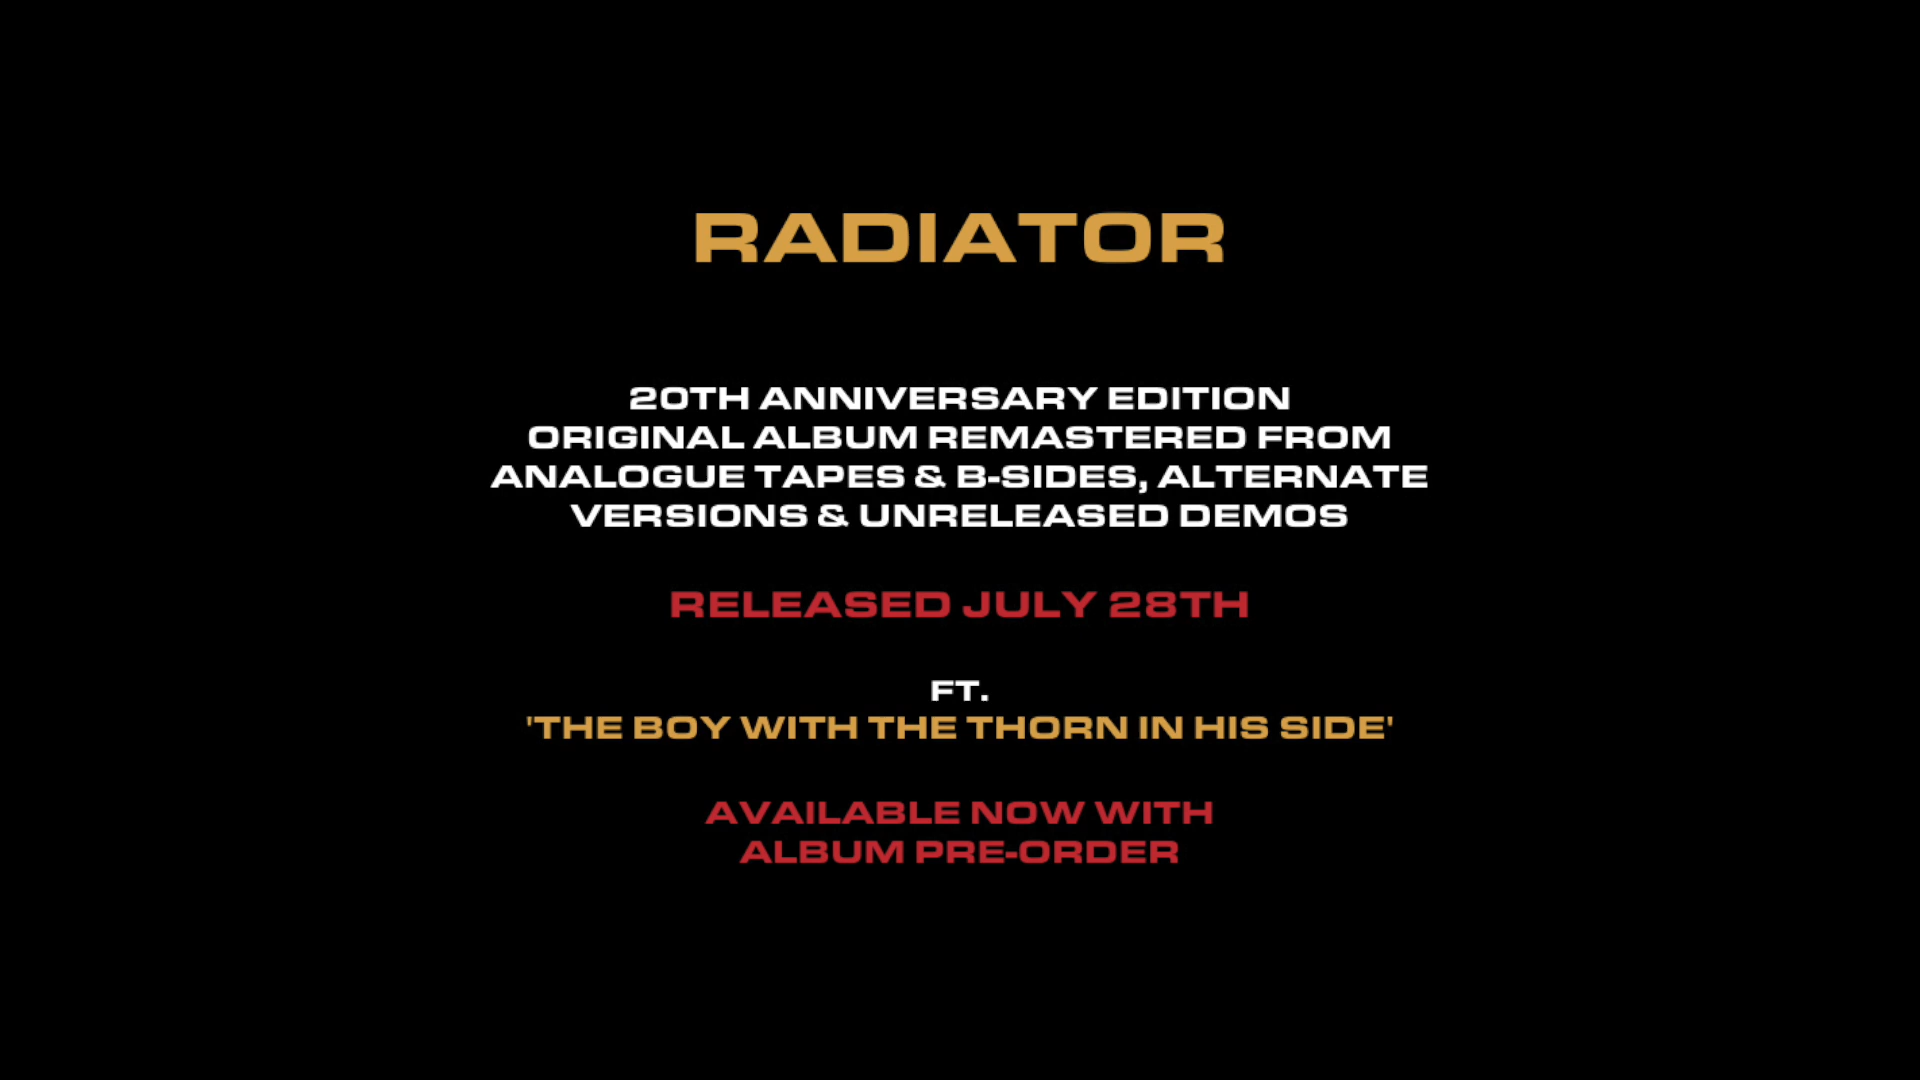 RADIATOR
20TH ANNIVERSARY EDITION
ORIGINAL ALBUM REMASTERED FROM
ANALOGUE TAPES & B-SIDES, ALTERNATE
VERSIONS & UNRELEASED DEMOS
RELEASED JULY 28TH
FT.
'THE BOY WITH THE THORN IN HIS SIDE'
AVAILABLE NOW WITH
ALBUM PRE-ORDER